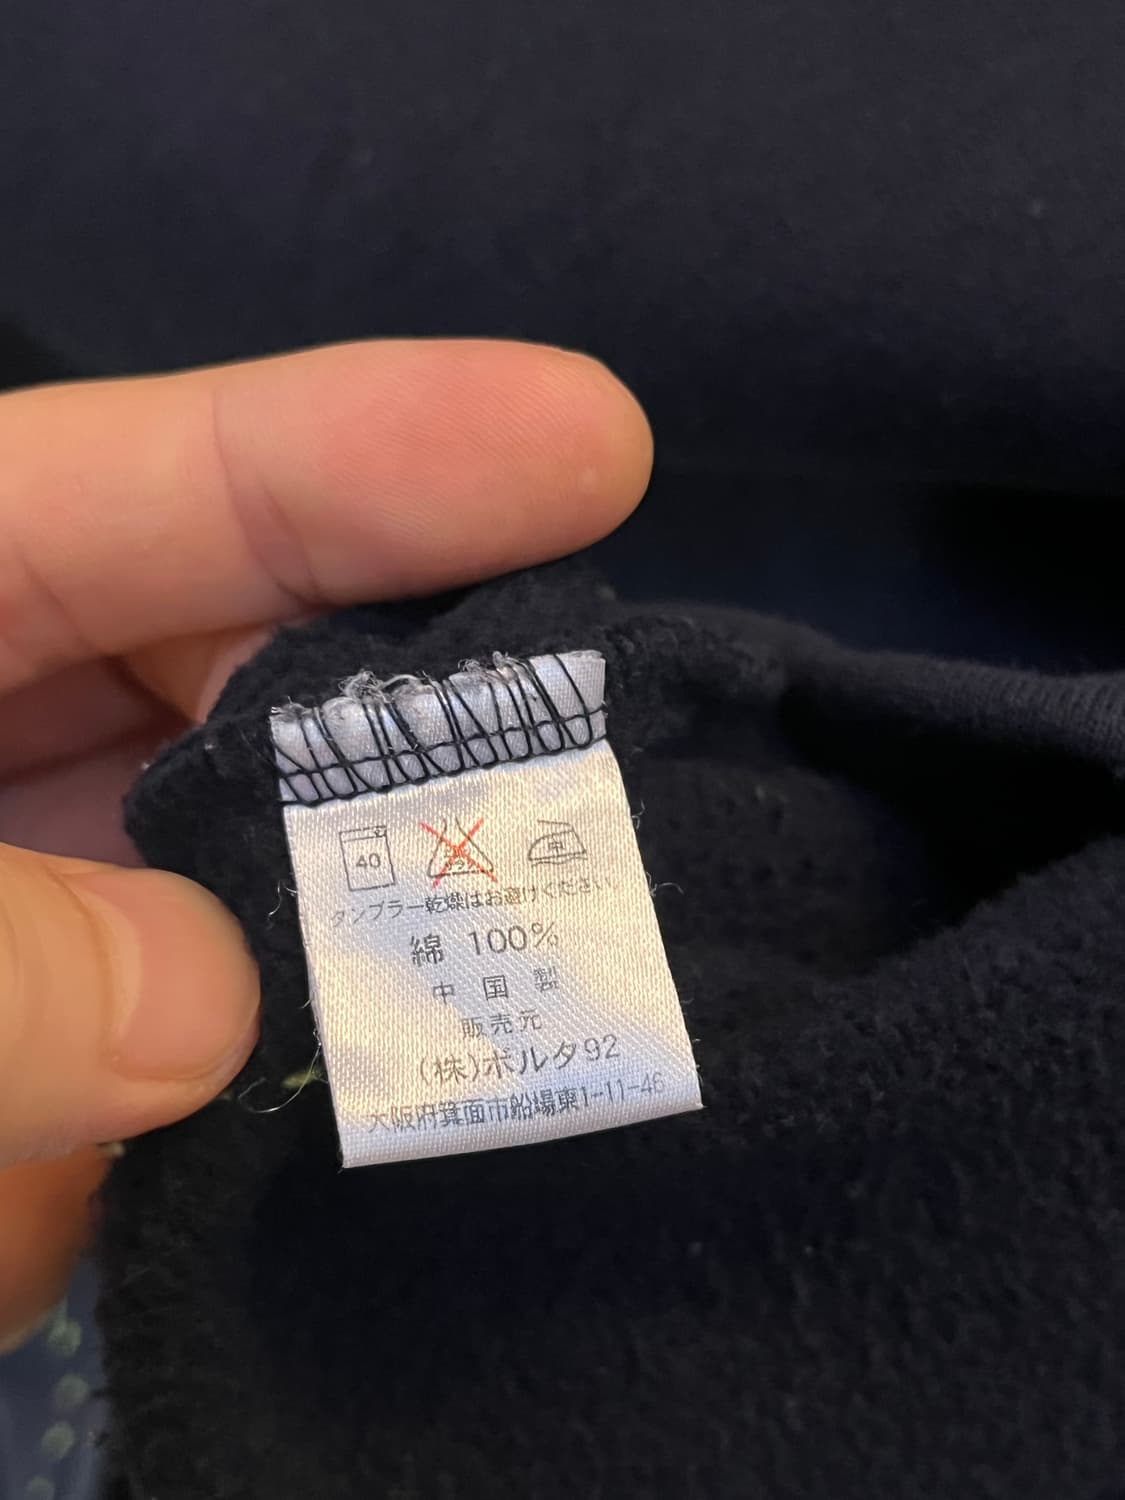 40 中
タンブラー乾燥はお避けください。
綿 100%
中国製
販売元
(株)ボルタ92
大阪府箕面市船場東1-11-46